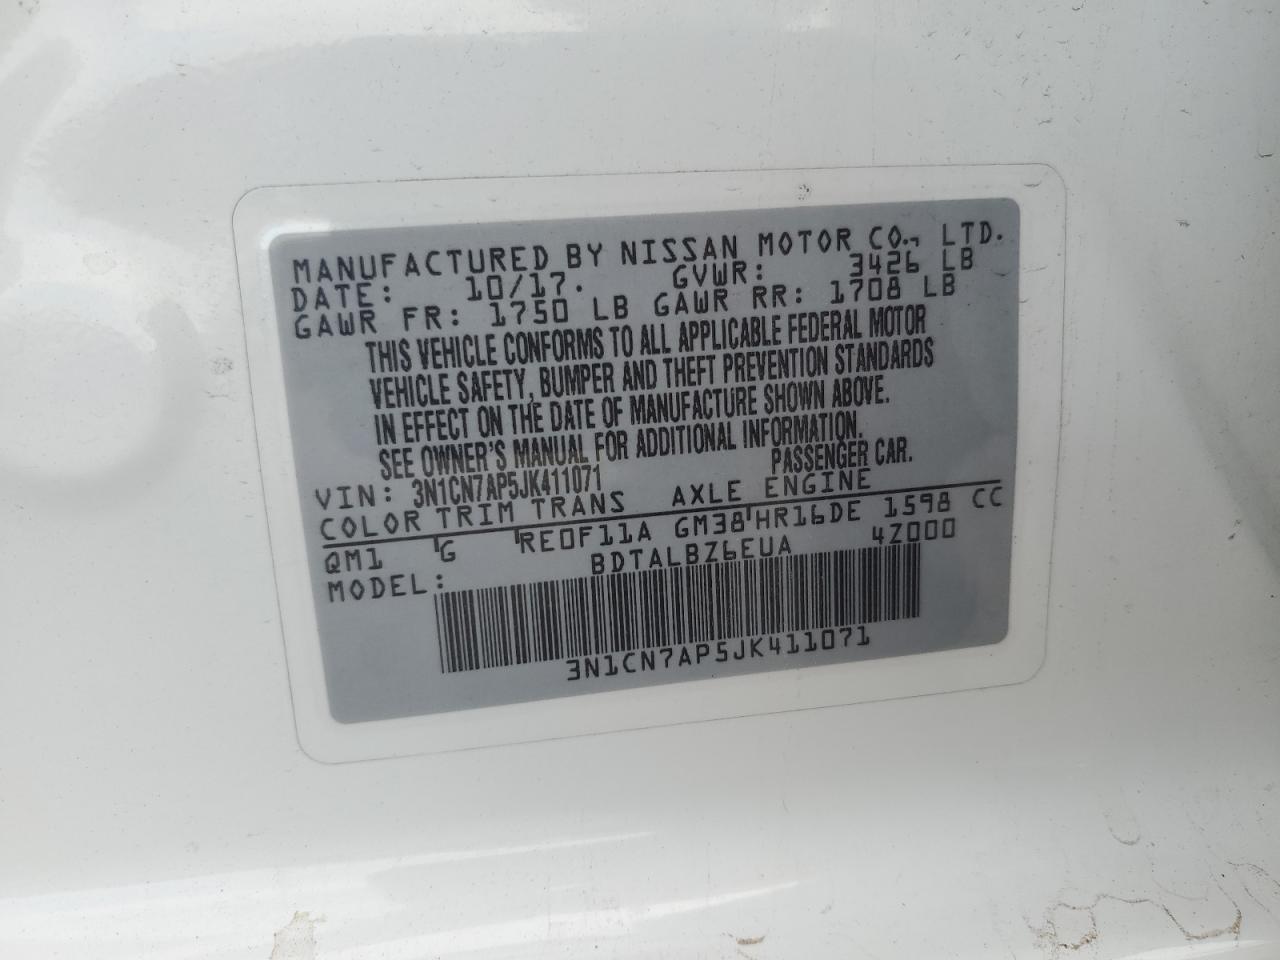 MANUFACTURED BY NISSAN MOTOR CO., LTD.
DATE: 10/17. GVWR: 3426 LB
GAWR FR: 1750 LB GAWR RR: 1708 LB
THIS VEHICLE CONFORMS TO ALL APPLICABLE FEDERAL MOTOR
VEHICLE SAFETY, BUMPER AND THEFT PREVENTION STANDARDS
IN EFFECT ON THE DATE OF MANUFACTURE SHOWN ABOVE.
SEE OWNER'S MANUAL FOR ADDITIONAL INFORMATION.
VIN: 3N1CN7AP5JK411071 PASSENGER CAR.
COLOR TRIM TRANS AXLE ENGINE
QM1 G RE0F11A GM38 HR16DE 1598 CC
MODEL: BDTALBZ6EUA 4Z000
3N1CN7AP5JK411071